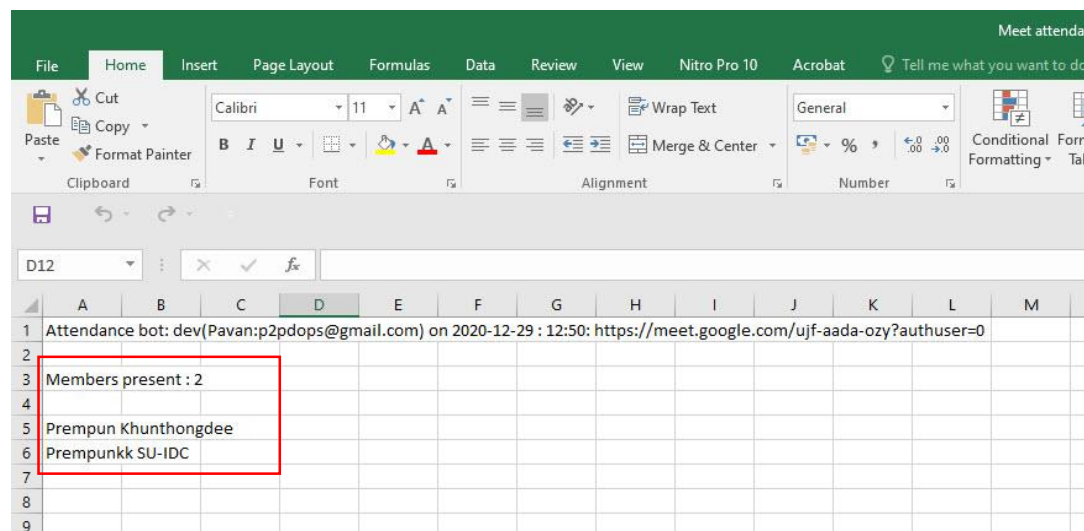 Meet attenda
File Home Insert Page Layout Formulas Data Review View Nitro Pro 10 Acrobat Tell me what you want to do
Cut
Copy
Format Painter
Paste
Calibri 11
B I U
Wrap Text
Merge & Center
General
% ,
Conditional
Formatting
Clipboard Font Alignment Number
D12 fx
A B C D E F G H I J K L M
1 Attendance bot: dev(Pavan:p2pdops@gmail.com) on 2020-12-29 : 12:50: https://meet.google.com/ujf-aada-ozy?authuser=0
2
3 Members present : 2
4
5 Prempun Khunthongdee
6 Prempunkk SU-IDC
7
8
9